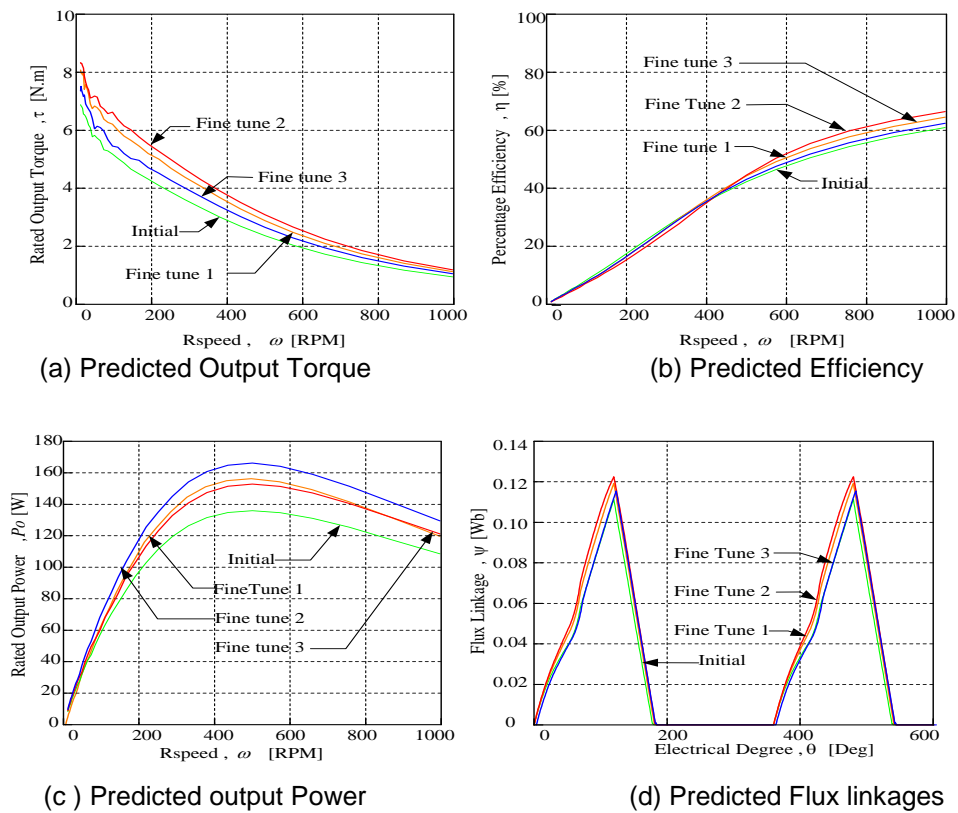 Rated Output Torque , τ [N.m]
10
8
6
4
2
0
Fine tune 2
Fine tune 3
Initial
Fine tune 1
0 200 400 600 800 1000
Rspeed , ω [RPM]
(a) Predicted Output Torque
Percentage Efficiency , η [%]
100
80
60
40
20
0
Fine tune 3
Fine Tune 2
Fine tune 1
Initial
0 200 400 600 800 1000
Rspeed , ω [RPM]
(b) Predicted Efficiency
Rated Output Power ,Po [W]
180
160
140
120
100
80
60
40
20
0
Initial
FineTune 1
Fine tune 2
Fine tune 3
0 200 400 600 800 1000
Rspeed , ω [RPM]
(c ) Predicted output Power
Flux Linkage , ψ [Wb]
0.14
0.12
0.10
0.08
0.06
0.04
0.02
0
Fine Tune 3
Fine Tune 2
Fine Tune 1
Initial
0 200 400 600
Electrical Degree , θ [Deg]
(d) Predicted Flux linkages